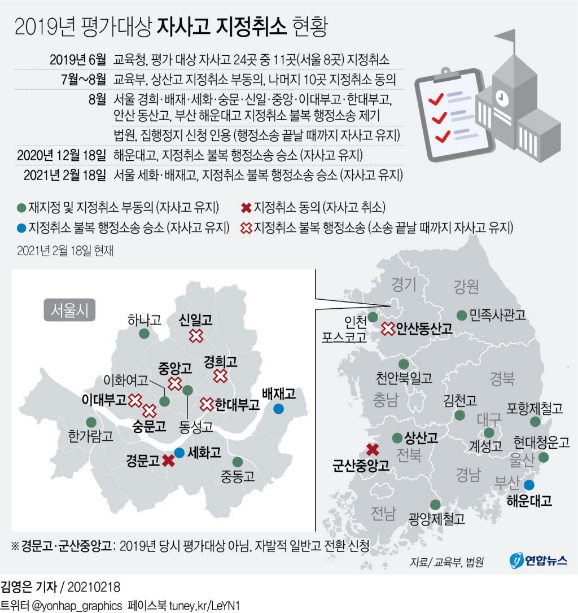 2019년 평가대상 자사고 지정취소 현황
2019년 6월 교육청, 평가 대상 자사고 24곳 중 11곳(서울 8곳) 지정취소
7월~8월 교육부, 상산고 지정취소 부동의, 나머지 10곳 지정취소 동의
8월 서울 경희·배재·세화·숭문·신일·중앙·이대부고·한대부고,
안산 동산고, 부산 해운대고 지정취소 불복 행정소송 제기
법원, 집행정지 신청 인용 (행정소송 끝날 때까지 자사고 유지)
2020년 12월 18일 해운대고, 지정취소 불복 행정소송 승소 (자사고 유지)
2021년 2월 18일 서울 세화·배재고, 지정취소 불복 행정소송 승소 (자사고 유지)
재지정 및 지정취소 부동의 (자사고 유지)
지정취소 동의 (자사고 취소)
지정취소 불복 행정소송 승소 (자사고 유지)
지정취소 불복 행정소송 (소송 끝날 때까지 자사고 유지)
2021년 2월 18일 현재
서울시
하나고
신일고
경희고
중앙고
이화여고
이대부고
숭문고
동성고
한대부고
배재고
한가람고
경문고
세화고
중동고
경기
강원
인천
포스코고
안산동산고
민족사관고
천안북일고
충남
경북
김천고
대구
계성고
포항제철고
현대청운고
울산
상산고
전북
군산중앙고
경남
부산
해운대고
전남
광양제철고
※경문고·군산중앙고: 2019년 당시 평가대상 아님, 자발적 일반고 전환 신청
자료/ 교육부, 법원
연합뉴스
김영은 기자 / 20210218
트위터 @yonhap_graphics 페이스북 tuney.kr/LeYN1